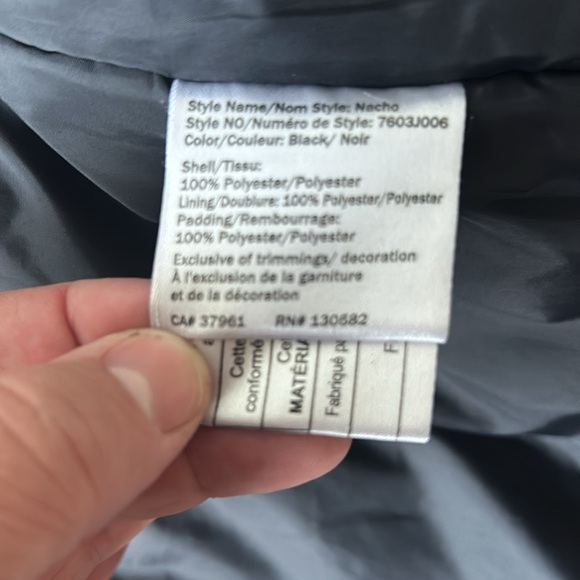 Style Name/Nom Style: Nacho
Style NO/Numéro de Style: 7603J006
Color/Couleur: Black/ Noir
Shell/Tissu:
100% Polyester/Polyester
Lining/Doublure: 100% Polyester/Polyester
Padding/Rembourrage:
100% Polyester/Polyester
Exclusive of trimmings/ decoration
À l'exclusion de la garniture
et de la décoration
CA# 37961 RN# 130682
Cette
conformé
MATÉRI
Fabriqué